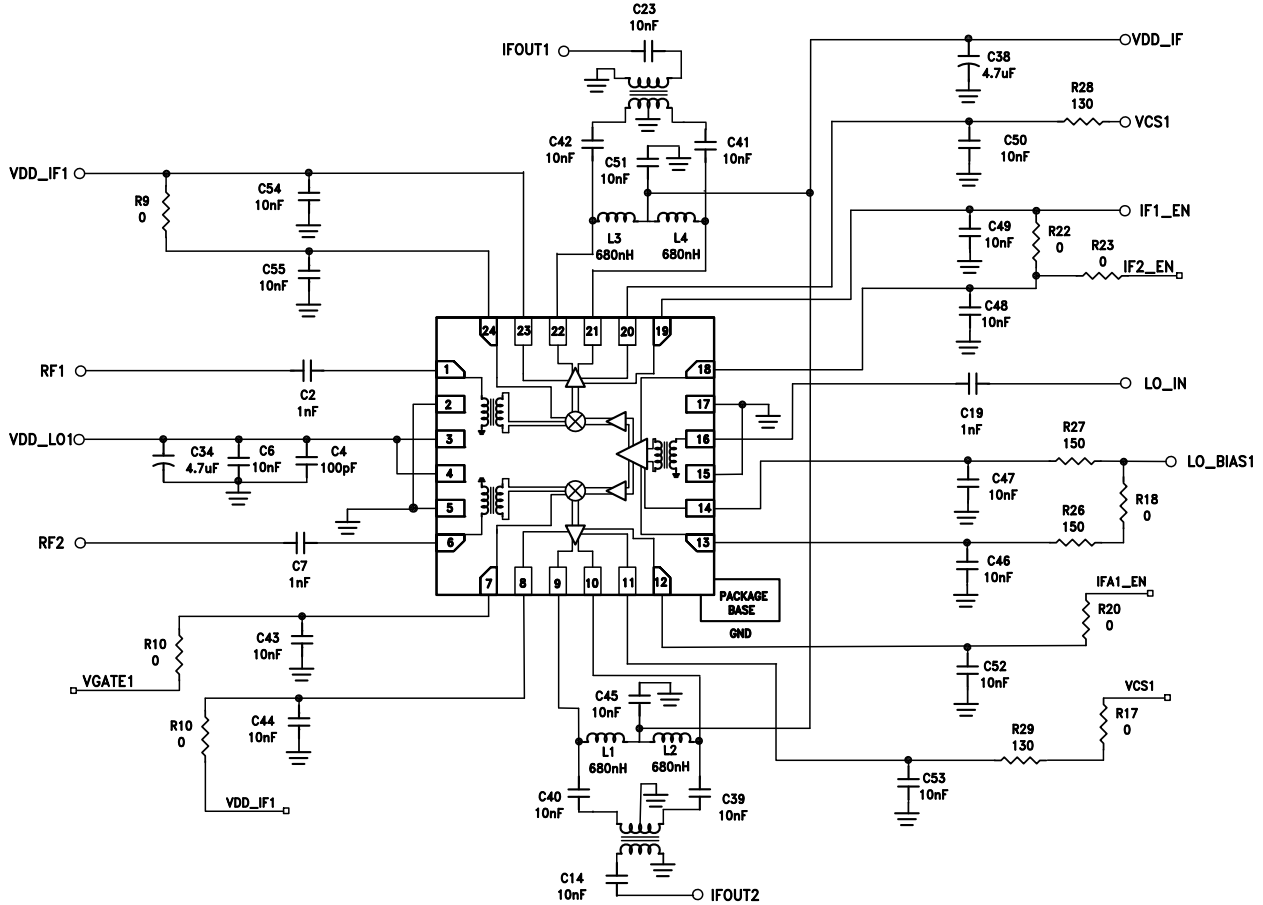 C23
10nF
IFOUT1
VDD_IF
C38
4.7uF
R28
130
VCS1
C42
10nF
C51
10nF
C41
10nF
C50
10nF
VDD_IF1
R9
0
C54
10nF
IF1_EN
C49
10nF
R22
0
R23
0
L3
680nH
L4
680nH
C55
10nF
IF2_EN
C48
10nF
24
23
22
21
20
19
RF1
C2
1nF
1
18
LO_IN
C19
1nF
2
17
VDD_LO1
3
16
R27
150
C34
4.7uF
C6
10nF
C4
100pF
4
15
LO_BIAS1
C47
10nF
5
14
R18
0
R26
150
RF2
C7
1nF
6
13
C46
10nF
7
8
9
10
11
12
PACKAGE
BASE
GND
IFA1_EN
R20
0
R10
0
C43
10nF
VGATE1
C52
10nF
C45
10nF
VCS1
R17
0
R10
0
C44
10nF
R29
130
L1
680nH
L2
680nH
C53
10nF
VDD_IF1
C40
10nF
C39
10nF
C14
10nF
IFOUT2